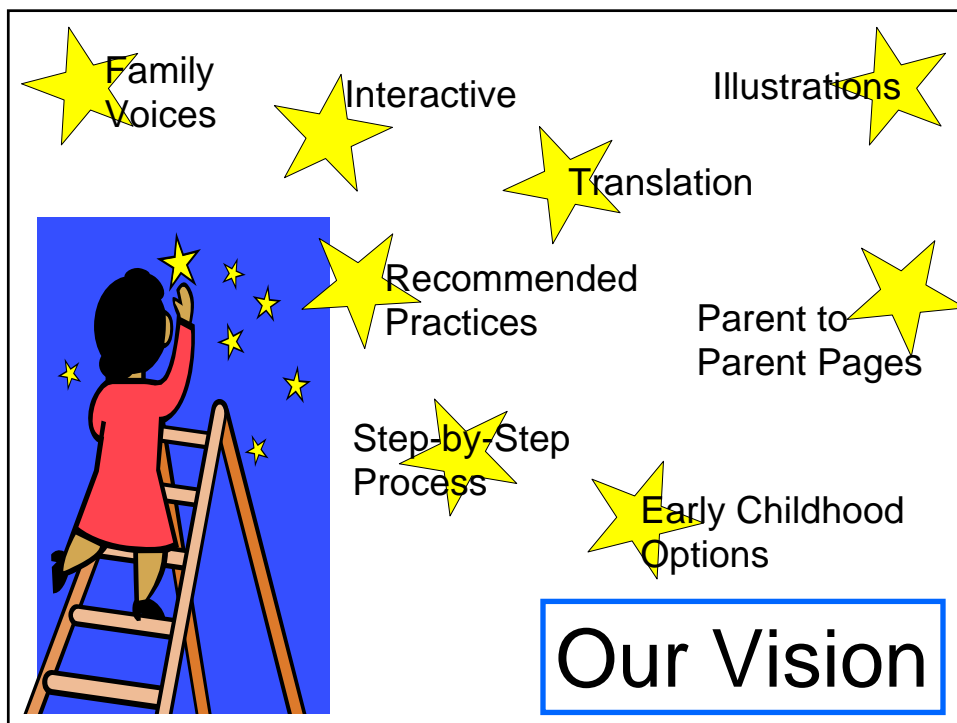 Family
Voices
Interactive
Illustrations
Translation
Recommended
Practices
Parent to
Parent Pages
Step-by-Step
Process
Early Childhood
Options
Our Vision